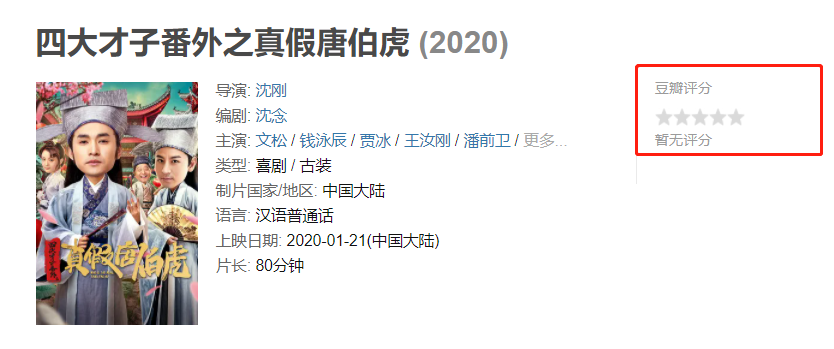 四大才子番外之真假唐伯虎 (2020)
导演: 沈刚
编剧: 沈念
主演: 文松 / 钱泳辰 / 贾冰 / 王汝刚 / 潘前卫 / 更多...
类型: 喜剧 / 古装
制片国家/地区: 中国大陆
语言: 汉语普通话
上映日期: 2020-01-21(中国大陆)
片长: 80分钟
豆瓣评分
暂无评分
真假唐伯虎